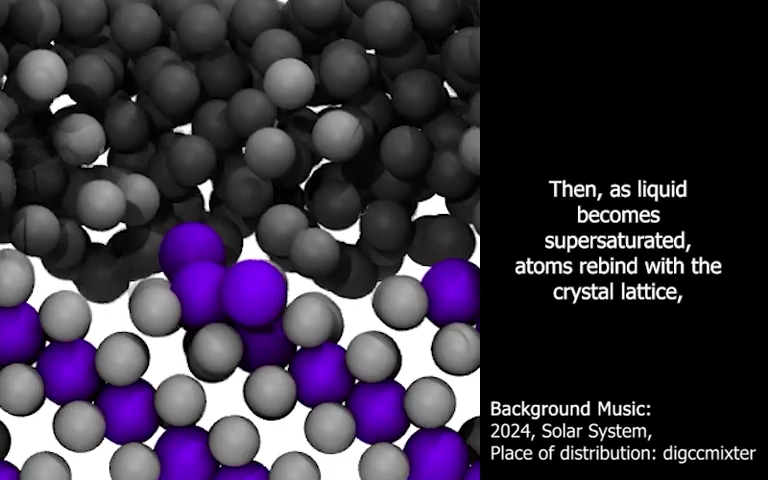 Then, as liquid
becomes
supersaturated,
atoms rebind with the
crystal lattice,
Background Music:
2024, Solar System,
Place of distribution: digccmixter